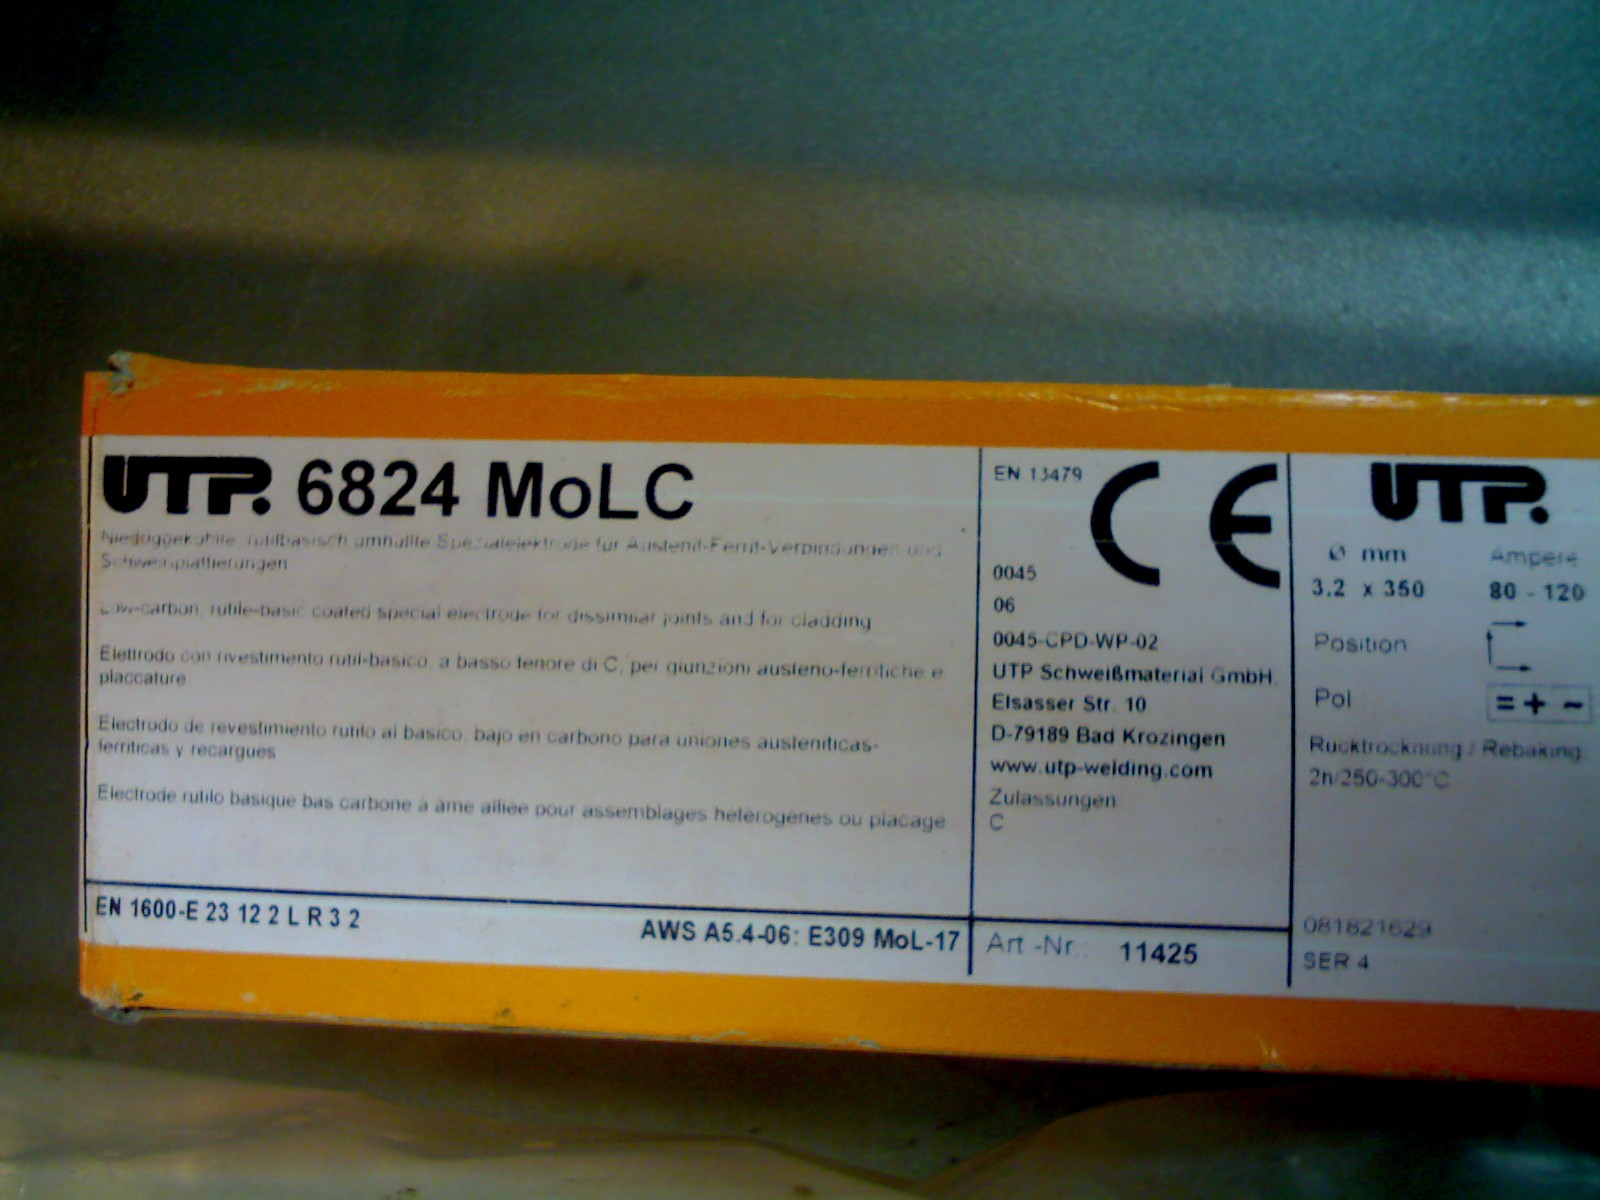 UTP. 6824 MoLC
Niedriggekohlte, rutilbasisch umhüllte Spezialelektrode für Austenit-Ferrit-Verbindungen und
Schweissplattierungen
Low-carbon, rutile-basic coated special electrode for dissimilar joints and for cladding
Elettrodo con rivestimento rutil-basico, a basso tenore di C, per giunzioni austeno-ferritiche e
placcature
Electrodo de revestimiento rutilo al basico, bajo en carbono para uniones austeniticas-
ferriticas y recargues
Electrode rutilo basique bas carbone à âme alliée pour assemblages hétérogènes ou placage
EN 1600-E 23 12 2 L R 3 2
AWS A5.4-06: E309 MoL-17
EN 13479
CE
0045
06
0045-CPD-WP-02
UTP Schweißmaterial GmbH.
Elsasser Str. 10
D-79189 Bad Krozingen
www.utp-welding.com
Zulassungen
C
Art.-Nr.: 11425
UTP.
Ø mm Ampere
3.2 x 350 80 - 120
Position
Pol = + ~
Rucktrocknung / Rebaking:
2h/250-300°C
081821629
SER 4